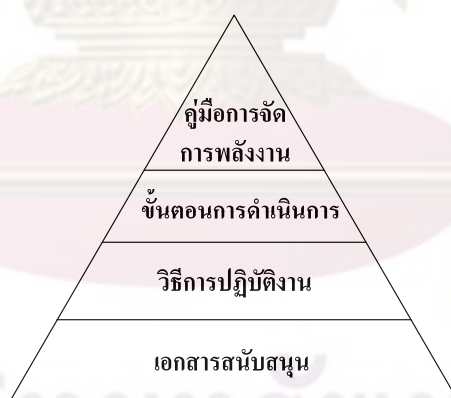 คู่มือการจัด
การพลังงาน
ขั้นตอนการดำเนินการ
วิธีการปฏิบัติงาน
เอกสารสนับสนุน